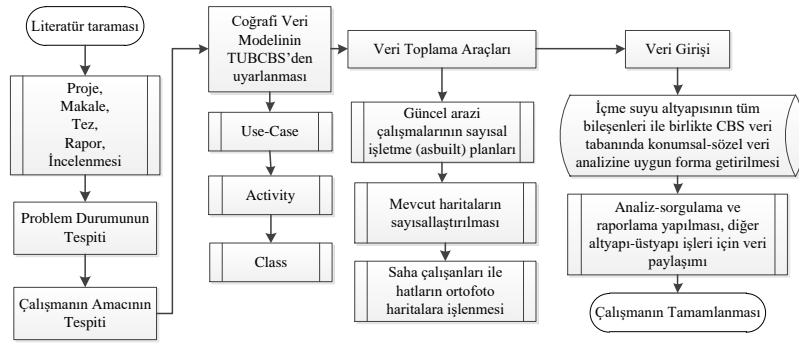 Literatür taraması
Proje,
Makale,
Tez,
Rapor,
İncelenmesi
Problem Durumunun
Tespiti
Çalışmanın Amacının
Tespiti
Coğrafi Veri
Modelinin
TUBCBS’den
uyarlanması
Use-Case
Activity
Class
Veri Toplama Araçları
Güncel arazi
çalışmalarının sayısal
işletme (asbuilt) planları
Mevcut haritaların
sayısallaştırılması
Saha çalışanları ile
hatların ortofoto
haritalara işlenmesi
Veri Girişi
İçme suyu altyapısının tüm
bileşenleri ile birlikte CBS veri
tabanında konumsal-sözel veri
analizine uygun forma getirilmesi
Analiz-sorgulama ve
raporlama yapılması, diğer
altyapı-üstyapı işleri için veri
paylaşımı
Çalışmanın Tamamlanması